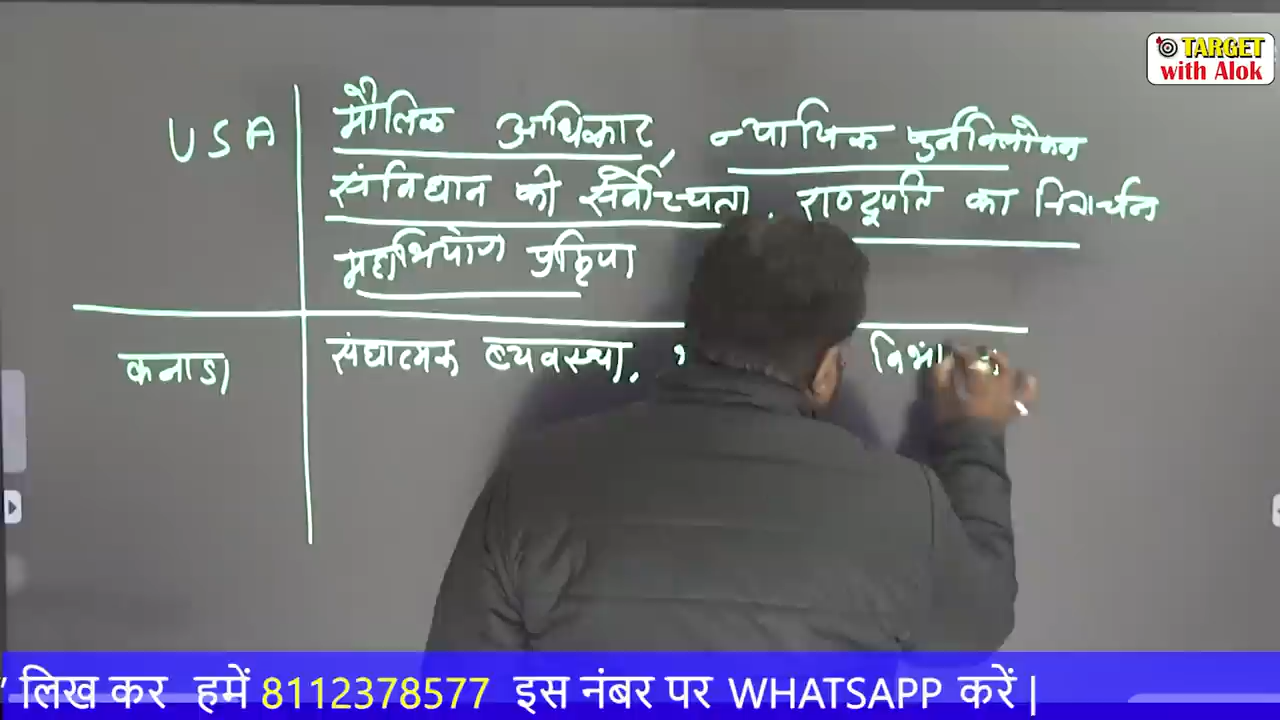 TARGET
with Alok
USA
मौलिक अधिकार, न्यायिक पुर्नविलोकन
संविधान की सर्वोच्चता, राष्ट्रपति का निर्वाचन
महाभियोग प्रक्रिया
कनाडा
संघात्मक व्यवस्था,
लिख कर हमें 8112378577 इस नंबर पर WHATSAPP करें |